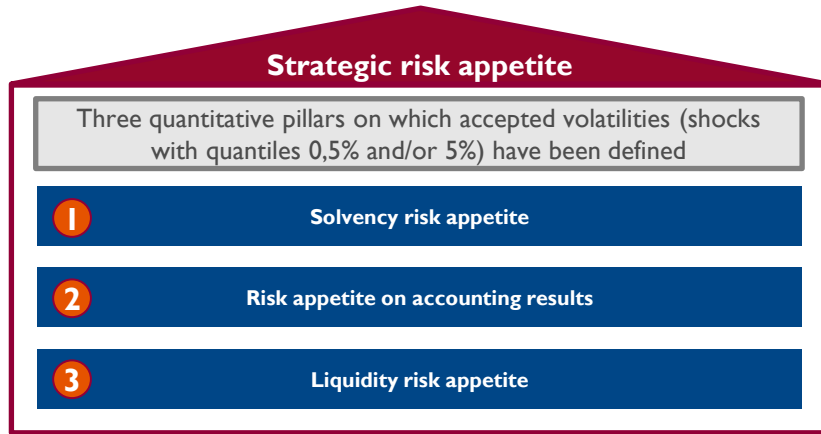 Strategic risk appetite
Three quantitative pillars on which accepted volatilities (shocks
with quantiles 0,5% and/or 5%) have been defined
1 Solvency risk appetite
2 Risk appetite on accounting results
3 Liquidity risk appetite